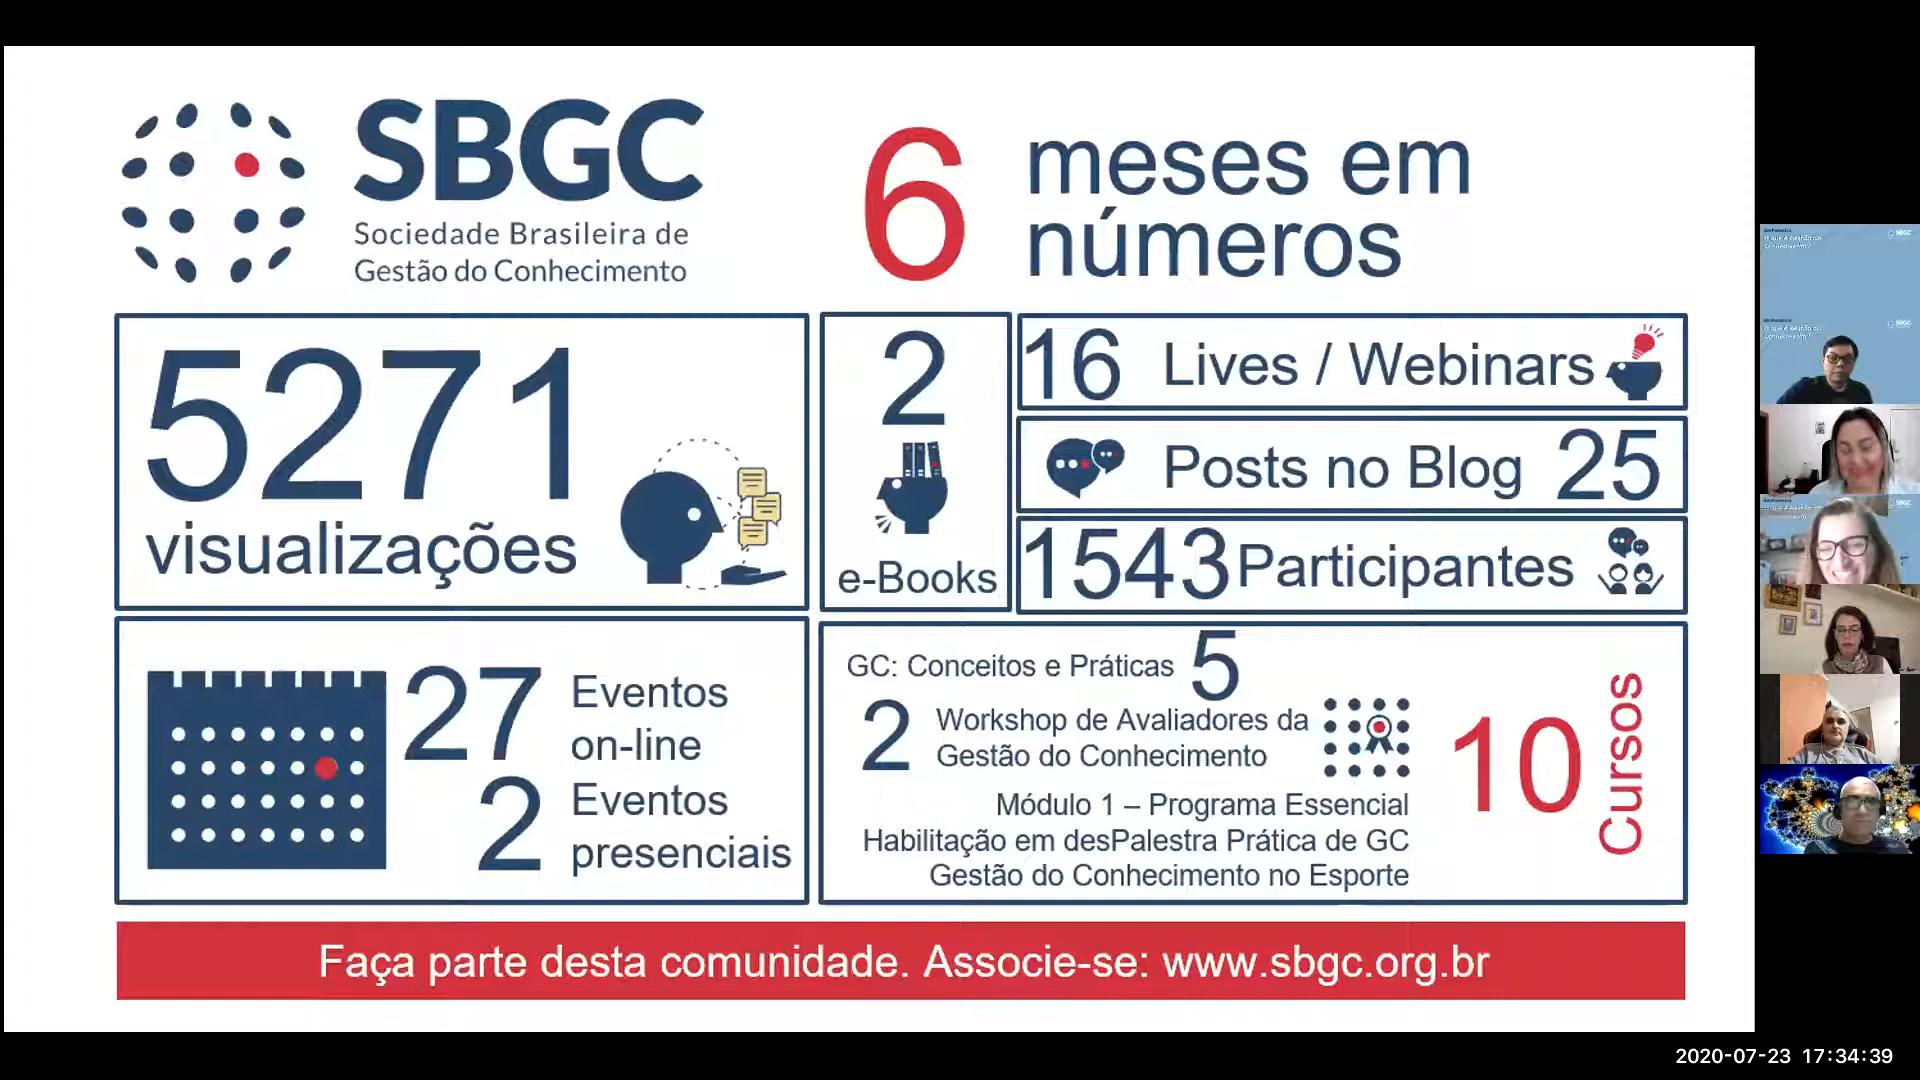 SBGC
Sociedade Brasileira de
Gestão do Conhecimento
6 meses em
números
5271
visualizações
2
e-Books
16 Lives / Webinars
Posts no Blog 25
1543 Participantes
27 Eventos
on-line
2 Eventos
presenciais
GC: Conceitos e Práticas 5
2 Workshop de Avaliadores da
Gestão do Conhecimento
Módulo 1 – Programa Essencial
Habilitação em desPalestra Prática de GC
Gestão do Conhecimento no Esporte
10 Cursos
Faça parte desta comunidade. Associe-se: www.sbgc.org.br
SBGC
SBGC
SBGC
2020-07-23 17:34:39